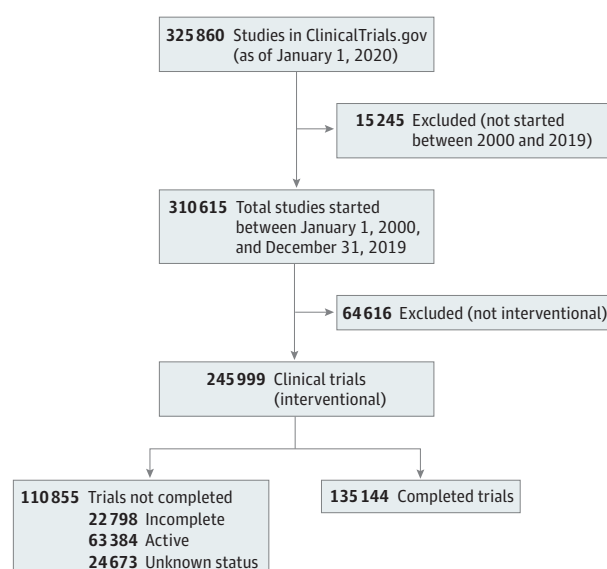 325 860 Studies in ClinicalTrials.gov
(as of January 1, 2020)
15 245 Excluded (not started
between 2000 and 2019)
310 615 Total studies started
between January 1, 2000,
and December 31, 2019
64 616 Excluded (not interventional)
245 999 Clinical trials
(interventional)
110 855 Trials not completed
22 798 Incomplete
63 384 Active
24 673 Unknown status
135 144 Completed trials